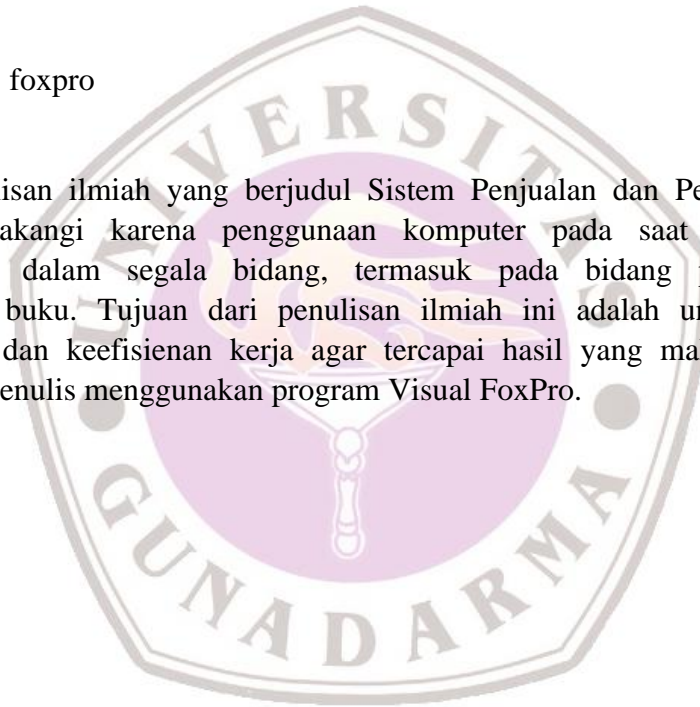 foxpro
isan ilmiah yang berjudul Sistem Penjualan dan Pe
akangi karena penggunaan komputer pada saat
dalam segala bidang, termasuk pada bidang p
buku. Tujuan dari penulisan ilmiah ini adalah u
dan keefisienan kerja agar tercapai hasil yang ma
enulis menggunakan program Visual FoxPro.
UNIVERSITAS
GUNADARMA